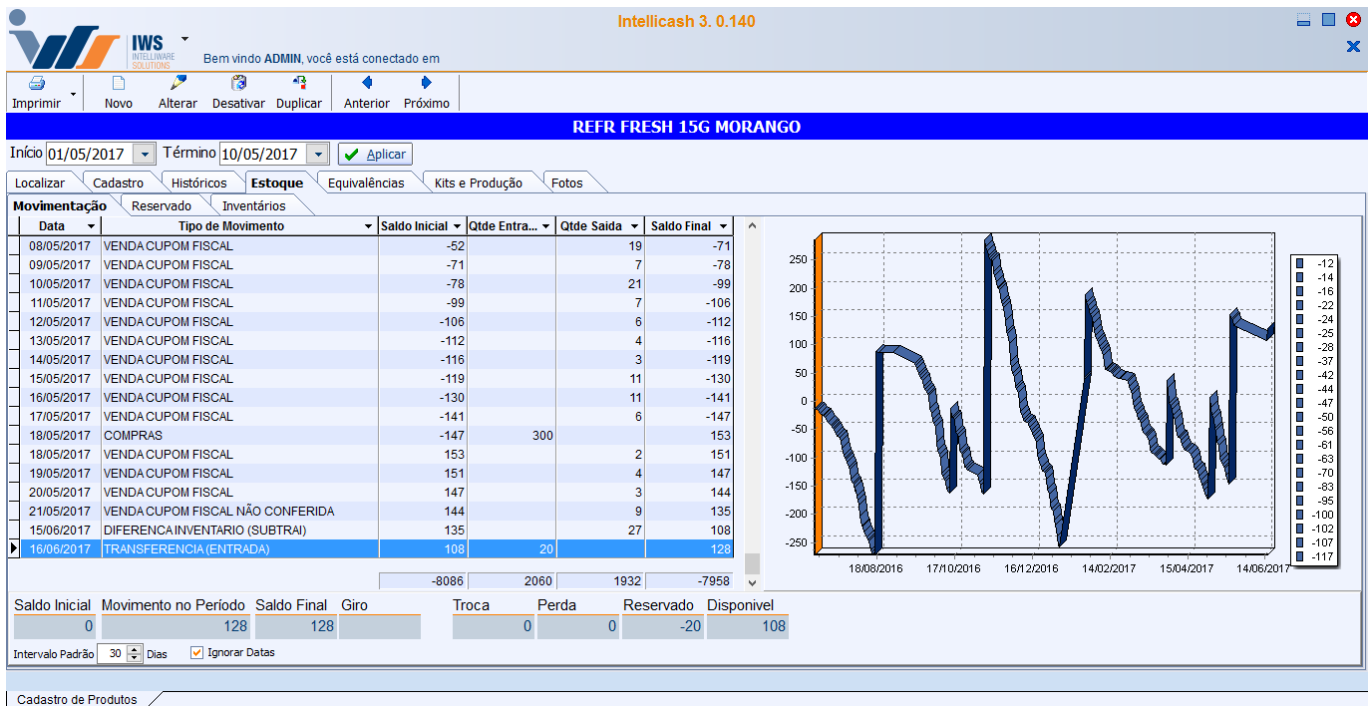 Intellicash 3. 0.140
IWS
INTELLIWARE
SOLUTIONS
Bem vindo ADMIN, você está conectado em
Imprimir Novo Alterar Desativar Duplicar Anterior Próximo
REFR FRESH 15G MORANGO
Início 01/05/2017 Término 10/05/2017 Aplicar
Localizar Cadastro Históricos Estoque Equivalências Kits e Produção Fotos
Movimentação Reservado Inventários
Data Tipo de Movimento Saldo Inicial Qtde Entra... Qtde Saida Saldo Final
08/05/2017 VENDA CUPOM FISCAL -52 19 -71
09/05/2017 VENDA CUPOM FISCAL -71 7 -78
10/05/2017 VENDA CUPOM FISCAL -78 21 -99
11/05/2017 VENDA CUPOM FISCAL -99 7 -106
12/05/2017 VENDA CUPOM FISCAL -106 6 -112
13/05/2017 VENDA CUPOM FISCAL -112 4 -116
14/05/2017 VENDA CUPOM FISCAL -116 3 -119
15/05/2017 VENDA CUPOM FISCAL -119 11 -130
16/05/2017 VENDA CUPOM FISCAL -130 11 -141
17/05/2017 VENDA CUPOM FISCAL -141 6 -147
18/05/2017 COMPRAS -147 300 153
18/05/2017 VENDA CUPOM FISCAL 153 2 151
19/05/2017 VENDA CUPOM FISCAL 151 4 147
20/05/2017 VENDA CUPOM FISCAL 147 3 144
21/05/2017 VENDA CUPOM FISCAL NÃO CONFERIDA 144 9 135
15/06/2017 DIFERENCA INVENTARIO (SUBTRAI) 135 27 108
16/06/2017 TRANSFERENCIA (ENTRADA) 108 20 128
-8086 2060 1932 -7958
250
200
150
100
50
0
-50
-100
-150
-200
-250
18/08/2016 17/10/2016 16/12/2016 14/02/2017 15/04/2017 14/06/2017
-12
-14
-16
-22
-24
-25
-28
-37
-42
-44
-47
-50
-56
-61
-63
-70
-83
-95
-100
-102
-107
-117
Saldo Inicial Movimento no Período Saldo Final Giro Troca Perda Reservado Disponivel
0 128 128 0 0 -20 108
Intervalo Padrão 30 Dias Ignorar Datas
Cadastro de Produtos